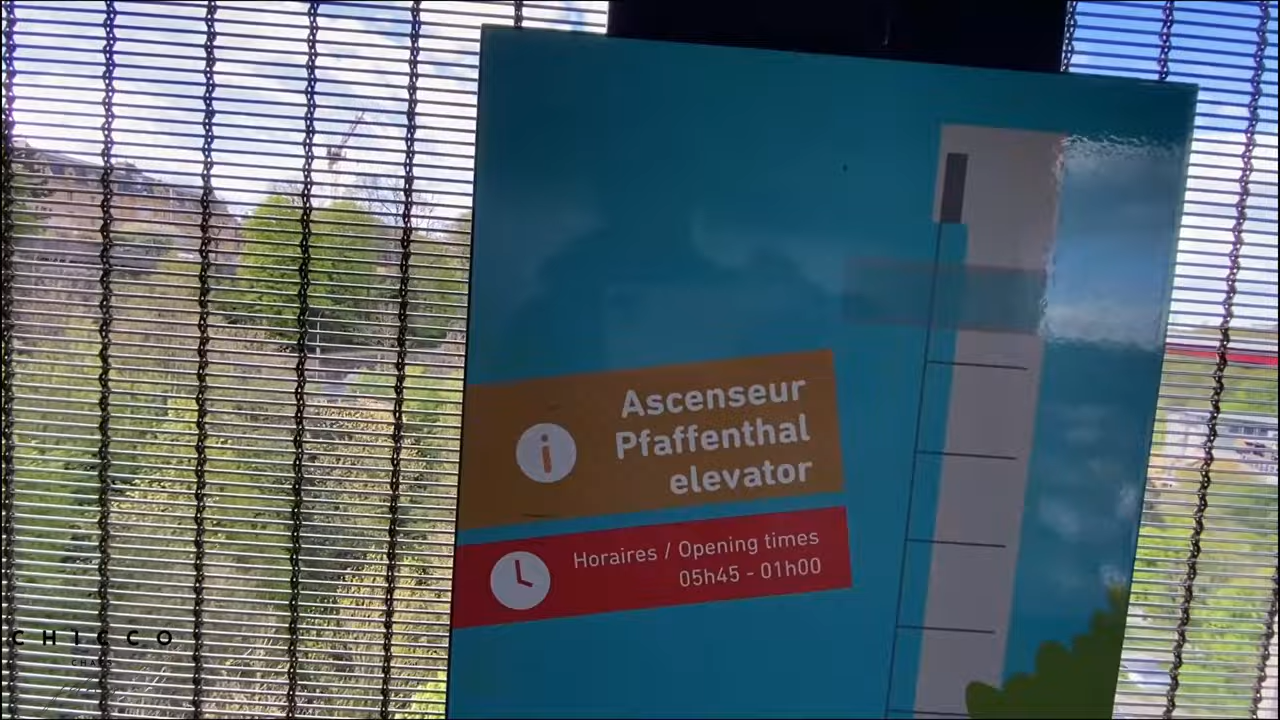 Ascenseur
Pfaffenthal
elevator
Horaires / Opening times
05h45 - 01h00
CHICCO